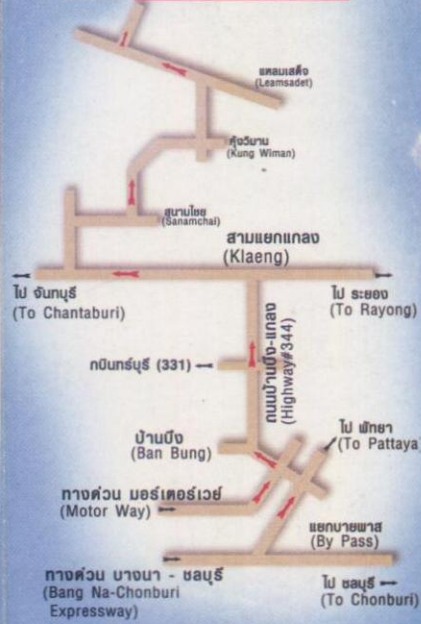 แหลมเสด็จ
(Leamsadet)
คุ้งวิมาน
(Kung Wiman)
สนามไชย
(Sanamchai)
สามแยกแกลง
(Klaeng)
ไป จันทบุรี
(To Chantaburi)
ไป ระยอง
(To Rayong)
ถนนบ้านบึง-แกลง
(Highway#344)
กบินทร์บุรี (331)
ไป พัทยา
(To Pattaya)
บ้านบึง
(Ban Bung)
ทางด่วน มอร์เตอร์เวย์
(Motor Way)
แยกบายพาส
(By Pass)
ทางด่วน บางนา - ชลบุรี
(Bang Na-Chonburi
Expressway)
ไป ชลบุรี
(To Chonburi)